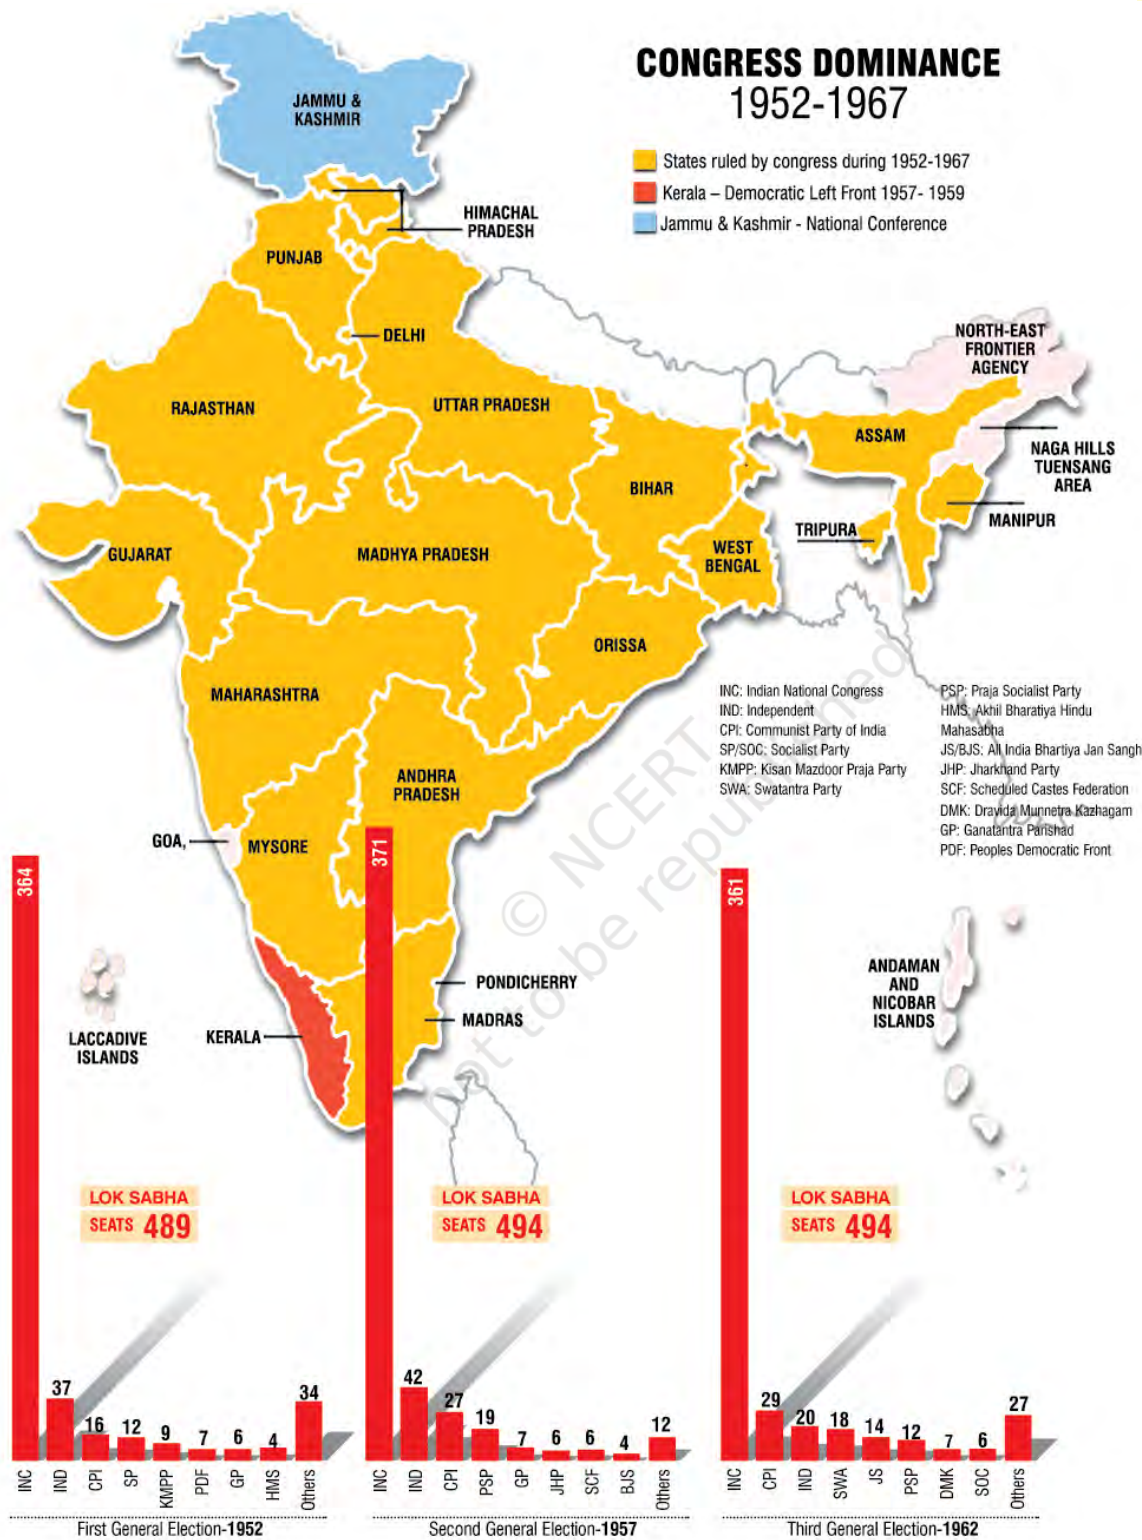 CONGRESS DOMINANCE
1952-1967
States ruled by congress during 1952-1967
Kerala – Democratic Left Front 1957- 1959
Jammu & Kashmir - National Conference
JAMMU &
KASHMIR
HIMACHAL
PRADESH
PUNJAB
DELHI
RAJASTHAN
UTTAR PRADESH
NORTH-EAST
FRONTIER
AGENCY
ASSAM
NAGA HILLS
TUENSANG
AREA
BIHAR
MANIPUR
TRIPURA
GUJARAT
MADHYA PRADESH
WEST
BENGAL
ORISSA
MAHARASHTRA
ANDHRA
PRADESH
GOA,
MYSORE
PONDICHERRY
MADRAS
KERALA
LACCADIVE
ISLANDS
ANDAMAN
AND
NICOBAR
ISLANDS
INC: Indian National Congress
IND: Independent
CPI: Communist Party of India
SP/SOC: Socialist Party
KMPP: Kisan Mazdoor Praja Party
SWA: Swatantra Party
PSP: Praja Socialist Party
HMS: Akhil Bharatiya Hindu
Mahasabha
JS/BJS: All India Bhartiya Jan Sangh
JHP: Jharkhand Party
SCF: Scheduled Castes Federation
DMK: Dravida Munnetra Kazhagam
GP: Ganatantra Parishad
PDF: Peoples Democratic Front
© NCERT
not to be republished
LOK SABHA
SEATS 489
364
37
16
12
9
7
6
4
34
INC
IND
CPI
SP
KMPP
PDF
GP
HMS
Others
First General Election-1952
LOK SABHA
SEATS 494
371
42
27
19
7
6
6
4
12
INC
IND
CPI
PSP
GP
JHP
SCF
BJS
Others
Second General Election-1957
LOK SABHA
SEATS 494
361
29
20
18
14
12
7
6
27
INC
CPI
IND
SWA
JS
PSP
DMK
SOC
Others
Third General Election-1962